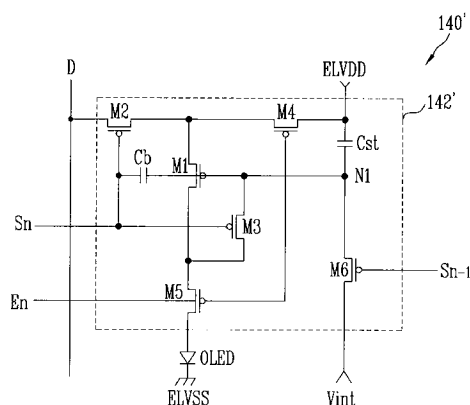 140'
D
ELVDD
M2
M4
142'
Cst
Cb
M1
N1
Sn
M3
M6
Sn-1
M5
En
OLED
ELVSS
Vint